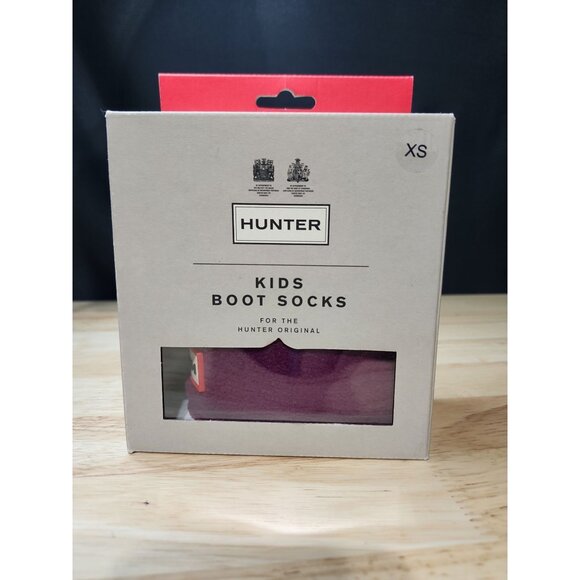 XS
HUNTER
KIDS
BOOT SOCKS
FOR THE
HUNTER ORIGINAL